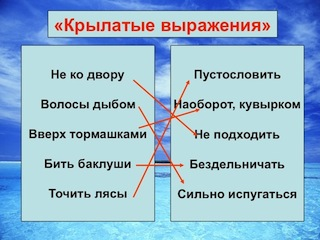 «Крылатые выражения»
Не ко двору
Волосы дыбом
Вверх тормашками
Бить баклуши
Точить лясы
Пустословить
Наоборот, кувырком
Не подходить
Бездельничать
Сильно испугаться